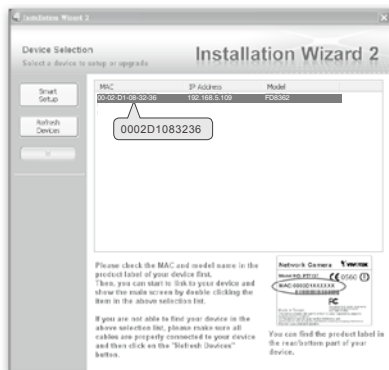 Installation Wizard 2
Device Selection
Select a device to setup or upgrade
Installation Wizard 2
Smart
Setup
Refresh
Devices
MAC IP Address Model
00-02-D1-08-32-36 192.168.5.109 FD8362
0002D1083236
Please check the MAC and model name in the
product label of your device first.
Then, you can start to link to your device and
show the main screen by double clicking the
item in the above selection list.
If you are not able to find your device in the
above selection list, please make sure all
cables are properly connected to your device
and then click on the "Refresh Devices"
button.
Network Camera VIVOTEK
Model NO.
0560
MAC:0002D1XXXXXX
FC
You can find the product label in
the rear/bottom part of your
device.